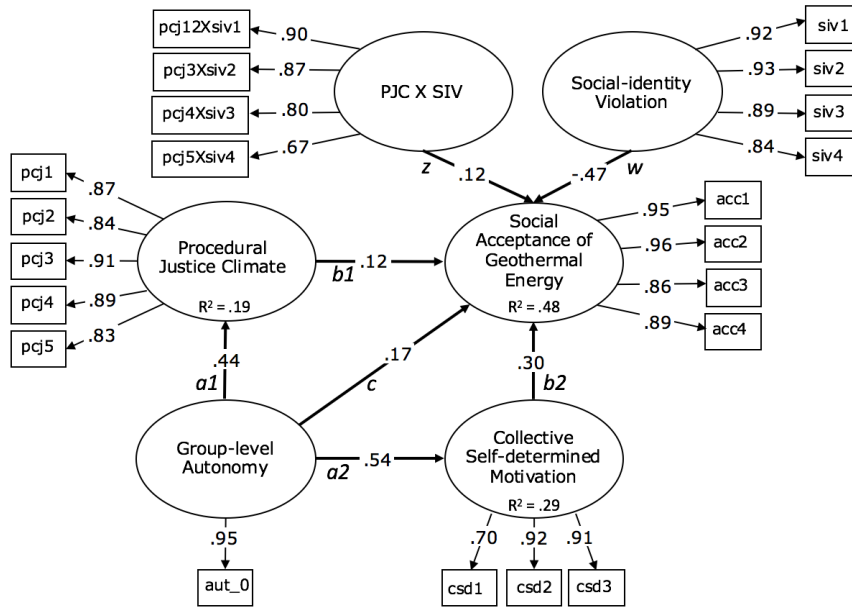 pcj12Xsiv1
.90
pcj3Xsiv2
.87
pcj4Xsiv3
.80
pcj5Xsiv4
.67
PJC X SIV
z
.12
Social-identity
Violation
w
-.47
.92
siv1
.93
siv2
.89
siv3
.84
siv4
pcj1
.87
pcj2
.84
pcj3
.91
pcj4
.89
pcj5
.83
Procedural
Justice Climate
R² = .19
b1
.12
Social
Acceptance of
Geothermal
Energy
R² = .48
.95
acc1
.96
acc2
.86
acc3
.89
acc4
.44
a1
.17
c
.30
b2
Group-level
Autonomy
a2
.54
Collective
Self-determined
Motivation
R² = .29
.95
aut_0
.70
.92
.91
csd1
csd2
csd3